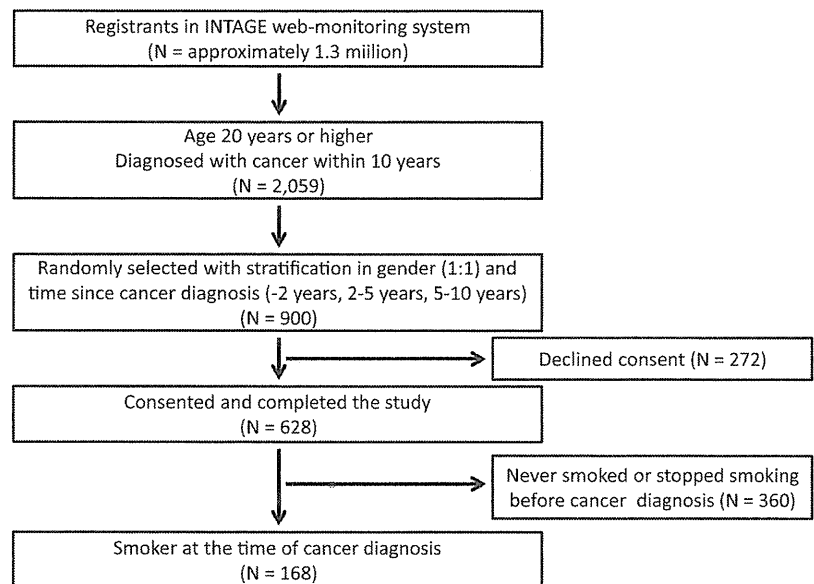 Registrants in INTAGE web-monitoring system
(N = approximately 1.3 miilion)
Age 20 years or higher
Diagnosed with cancer within 10 years
(N = 2,059)
Randomly selected with stratification in gender (1:1) and
time since cancer diagnosis (-2 years, 2-5 years, 5-10 years)
(N = 900)
Declined consent (N = 272)
Consented and completed the study
(N = 628)
Never smoked or stopped smoking
before cancer diagnosis (N = 360)
Smoker at the time of cancer diagnosis
(N = 168)